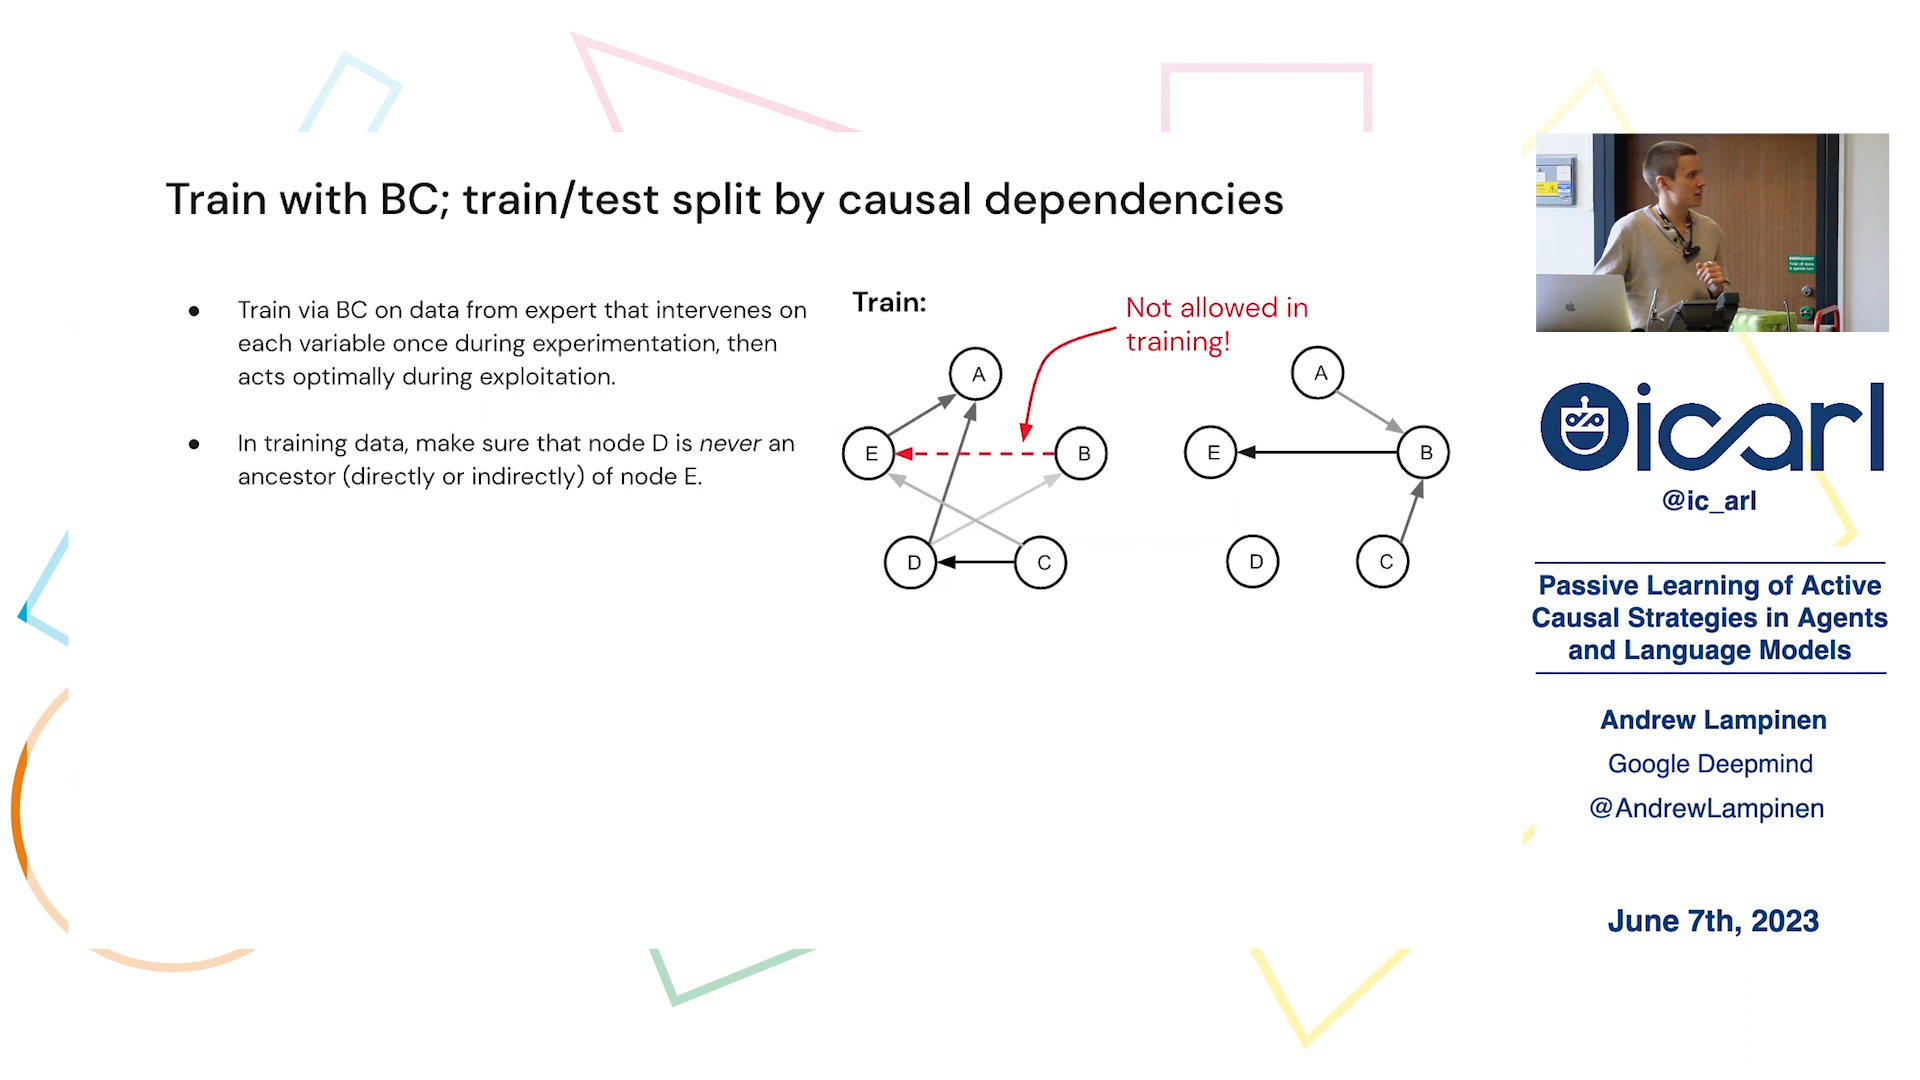 Train with BC; train/test split by causal dependencies
● Train via BC on data from expert that intervenes on
each variable once during experimentation, then
acts optimally during exploitation.
● In training data, make sure that node D is never an
ancestor (directly or indirectly) of node E.
Train:
Not allowed in
training!
A
E
B
D
C
A
E
B
D
C
icarl
@ic_arl
Passive Learning of Active
Causal Strategies in Agents
and Language Models
Andrew Lampinen
Google Deepmind
@AndrewLampinen
June 7th, 2023